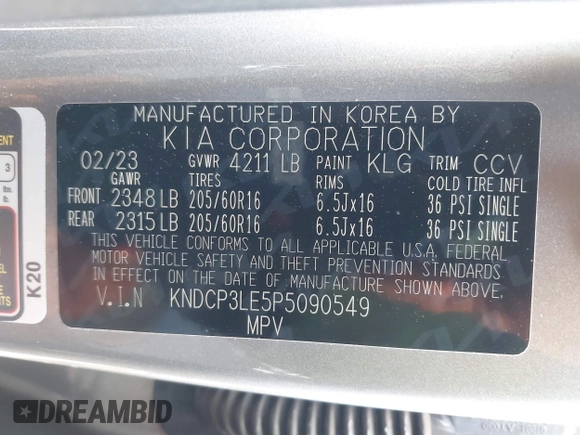 MANUFACTURED IN KOREA BY
KIA CORPORATION
02/23 GVWR 4211 LB PAINT KLG TRIM CCV
GAWR TIRES RIMS COLD TIRE INFL
FRONT 2348 LB 205/60R16 6.5Jx16 36 PSI SINGLE
REAR 2315 LB 205/60R16 6.5Jx16 36 PSI SINGLE
THIS VEHICLE CONFORMS TO ALL APPLICABLE U.S.A. FEDERAL
MOTOR VEHICLE SAFETY AND THEFT PREVENTION STANDARDS
IN EFFECT ON THE DATE OF MANUFACTURE SHOWN ABOVE.
V.I.N KNDCP3LE5P5090549
MPV
3
lbs.
K20
DREAMBID